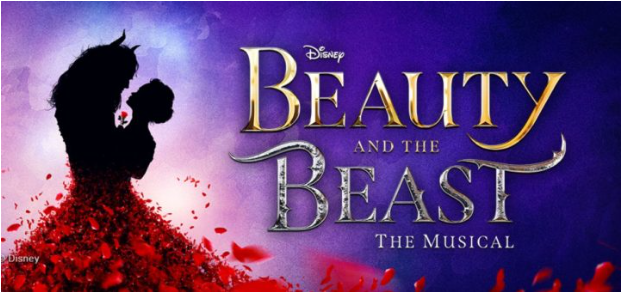 Disney
BEAUTY
AND THE
BEAST
THE MUSICAL
© Disney